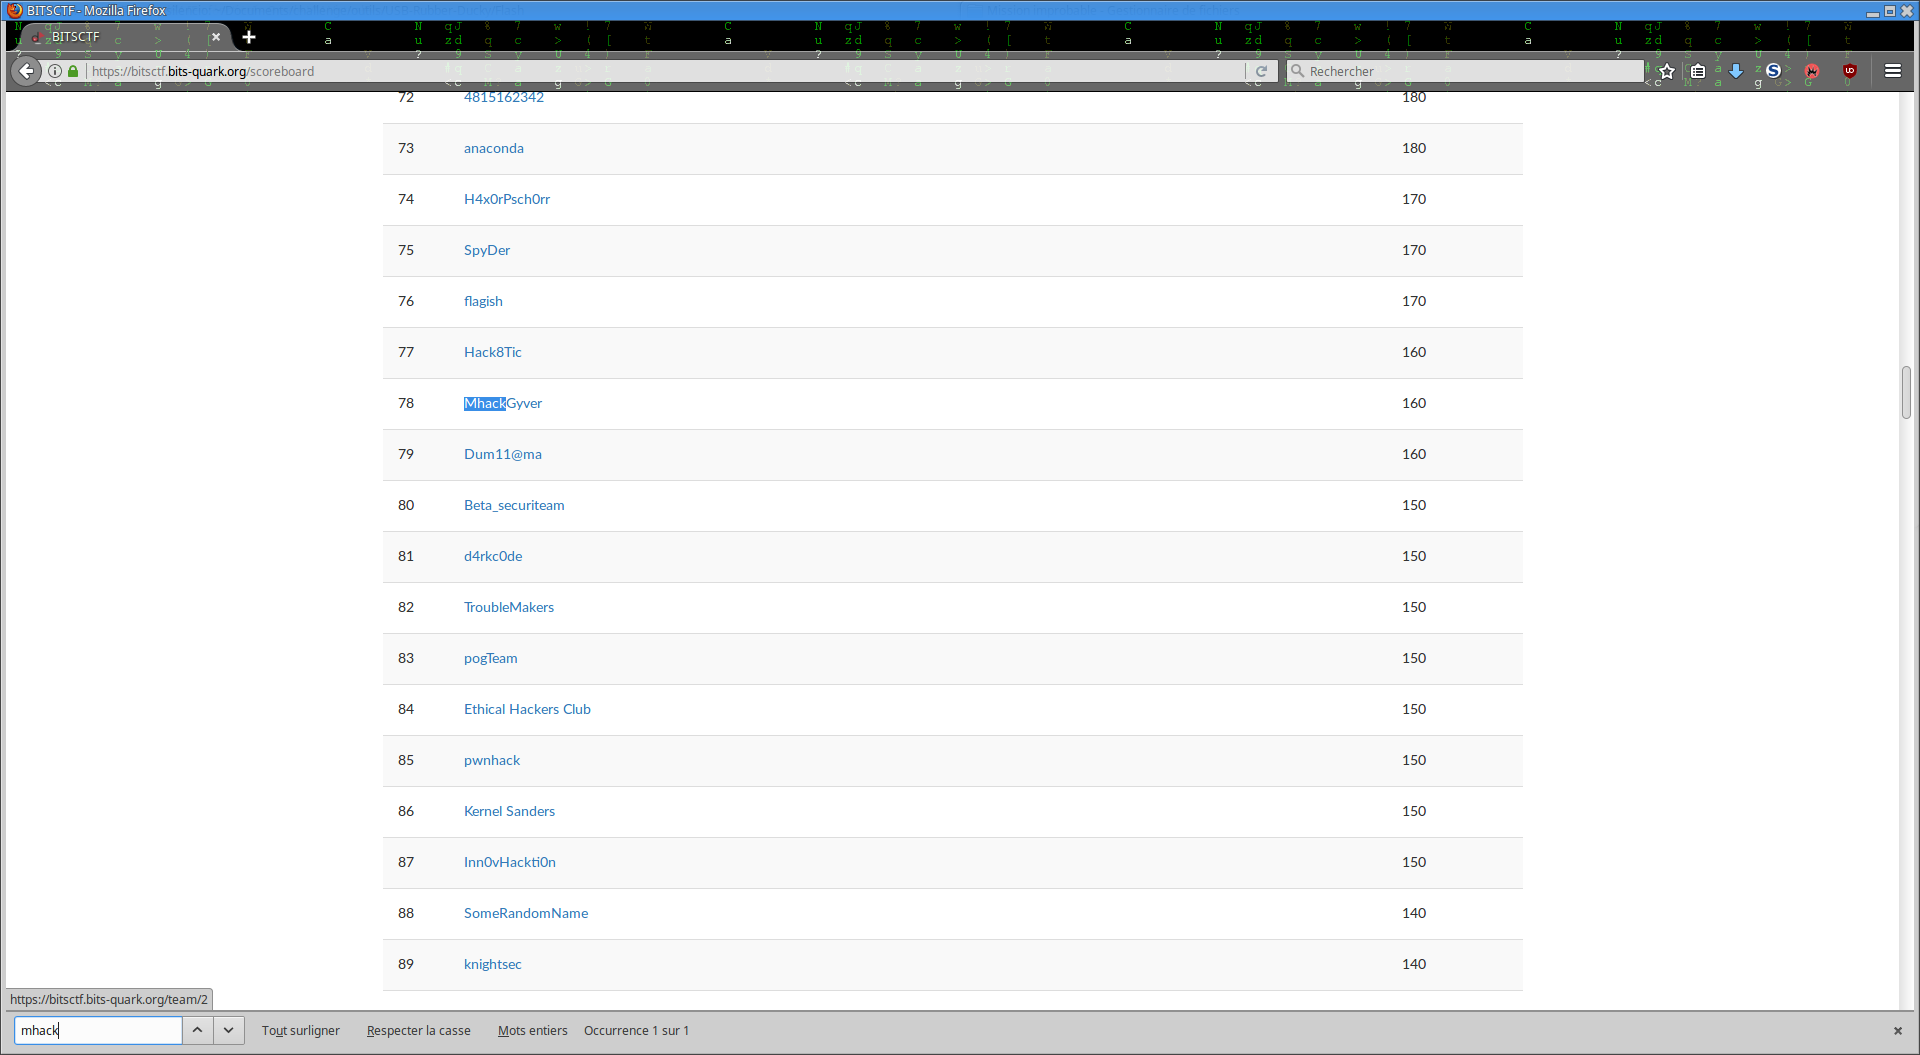 BITSCTF - Mozilla Firefox
BITSCTF
https://bitsctf.bits-quark.org/scoreboard
Rechercher
72 4815162342 180
73 anaconda 180
74 H4x0rPsch0rr 170
75 SpyDer 170
76 flagish 170
77 Hack8Tic 160
78 MhackGyver 160
79 Dum11@ma 160
80 Beta_securiteam 150
81 d4rkc0de 150
82 TroubleMakers 150
83 pogTeam 150
84 Ethical Hackers Club 150
85 pwnhack 150
86 Kernel Sanders 150
87 Inn0vHackti0n 150
88 SomeRandomName 140
89 knightsec 140
https://bitsctf.bits-quark.org/team/2
mhack Tout surligner Respecter la casse Mots entiers Occurrence 1 sur 1